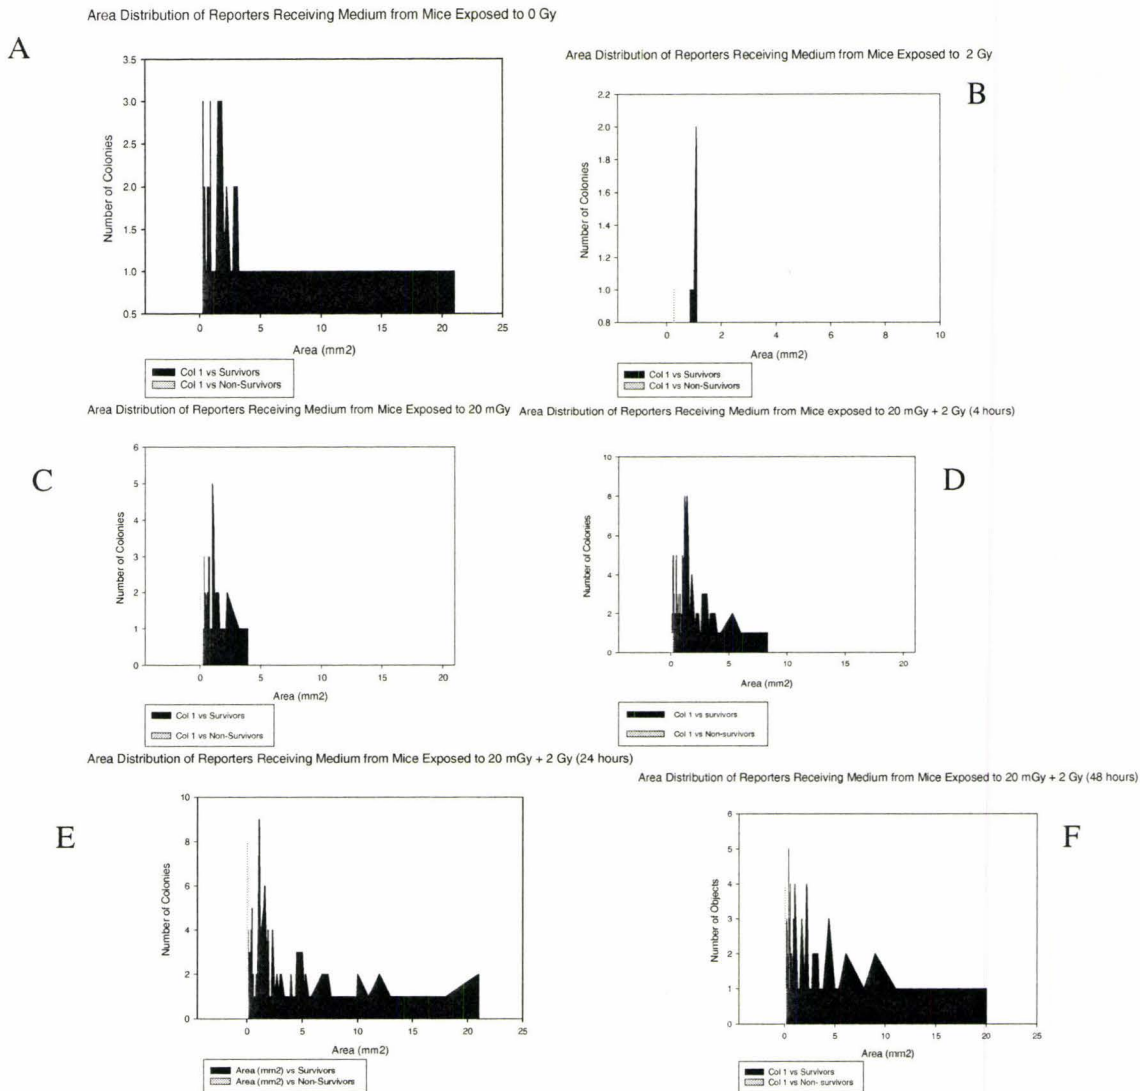 Area Distribution of Reporters Receiving Medium from Mice Exposed to 0 Gy
A
3.5
3.0
2.5
2.0
1.5
1.0
0.5
Number of Colonies
0
5
10
15
20
25
Area (mm2)
Col 1 vs Survivors
Col 1 vs Non-Survivors
Area Distribution of Reporters Receiving Medium from Mice Exposed to 2 Gy
B
2.2
2.0
1.8
1.6
1.4
1.2
1.0
0.8
Number of Colonies
0
2
4
6
8
10
Area (mm2)
Col 1 vs Survivors
Col 1 vs Non-Survivors
Area Distribution of Reporters Receiving Medium from Mice Exposed to 20 mGy
C
6
5
4
3
2
1
0
Number of Colonies
0
5
10
15
20
Area (mm2)
Col 1 vs Survivors
Col 1 vs Non-Survivors
Area Distribution of Reporters Receiving Medium from Mice exposed to 20 mGy + 2 Gy (4 hours)
D
10
8
6
4
2
0
Number of Colonies
0
5
10
15
20
Area (mm2)
Col 1 vs survivors
Col 1 vs Non-survivors
Area Distribution of Reporters Receiving Medium from Mice Exposed to 20 mGy + 2 Gy (24 hours)
E
10
8
6
4
2
0
Number of Colonies
0
5
10
15
20
25
Area (mm2)
Area (mm2) vs Survivors
Area (mm2) vs Non-Survivors
Area Distribution of Reporters Receiving Medium from Mice Exposed to 20 mGy + 2 Gy (48 hours)
F
6
5
4
3
2
1
0
Number of Objects
0
5
10
15
20
25
Area (mm2)
Col 1 vs Survivors
Col 1 vs Non- survivors